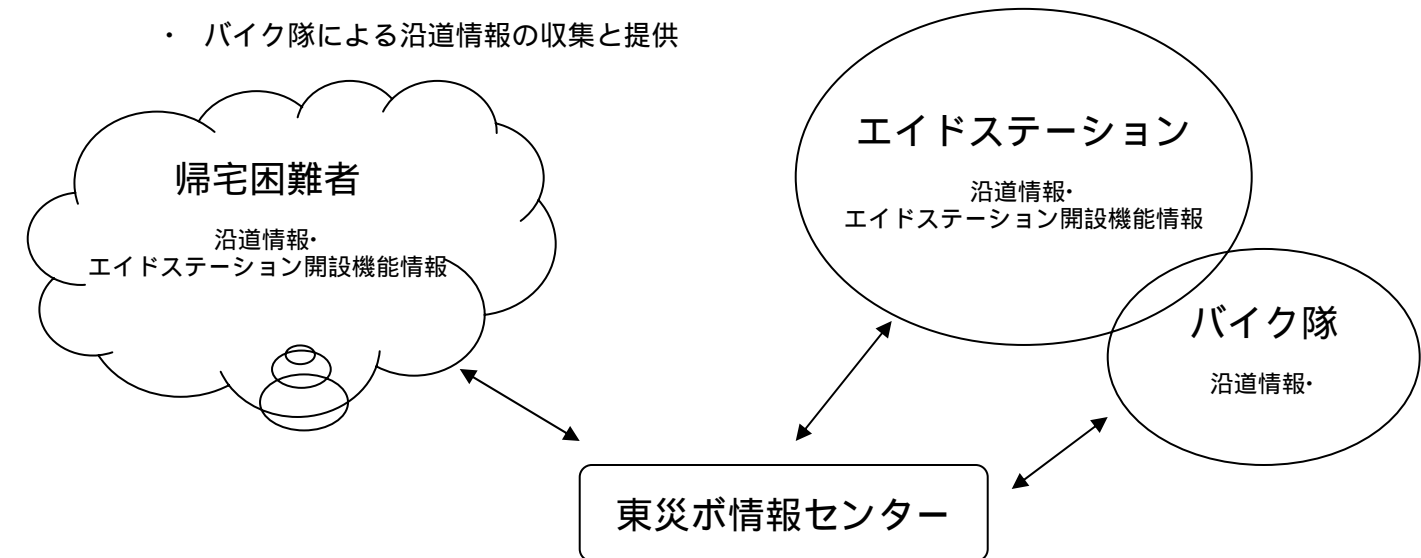 ・ バイク隊による沿道情報の収集と提供
帰宅困難者
沿道情報・
エイドステーション開設機能情報
エイドステーション
沿道情報・
エイドステーション開設機能情報
バイク隊
沿道情報・
東災ボ情報センター